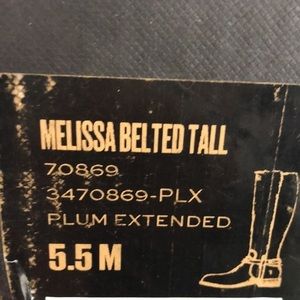 MELISSA BELTED TALL
70869
3470869-PLX
PLUM EXTENDED
5.5 M